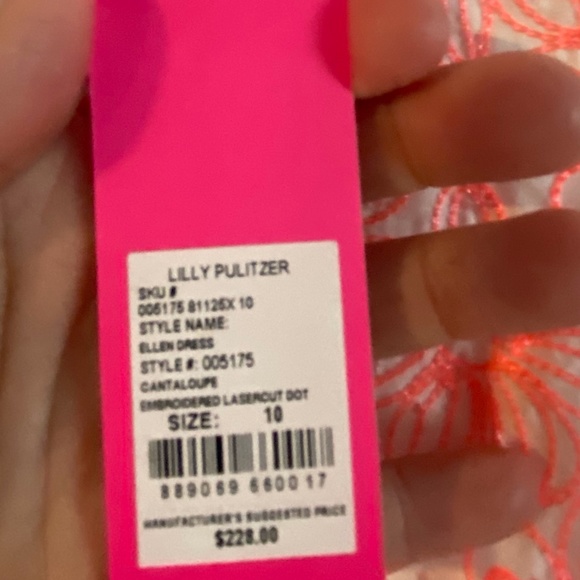 LILLY PULITZER
SKU #
005175 81125X 10
STYLE NAME:
ELLEN DRESS
STYLE #: 005175
CANTALOUPE
EMBROIDERED LASERCUT DOT
SIZE: 10
889069 660017
MANUFACTURER'S SUGGESTED PRICE
$228.00